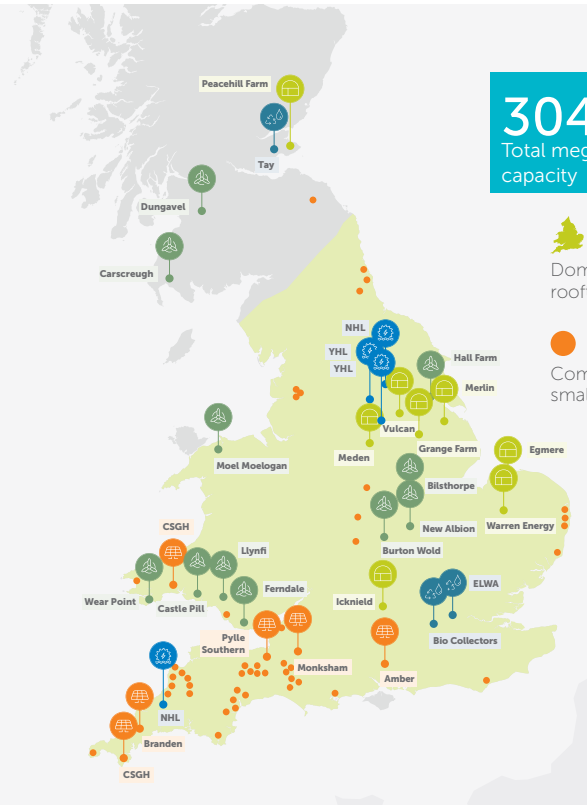 Peacehill Farm
Tay
Dungavel
Carscreugh
304
Total meg
capacity
Dom
roof
Com
smal
NHL
YHL
YHL
Hall Farm
Merlin
Vulcan
Grange Farm
Meden
Moel Moelogan
Egmere
Bilsthorpe
New Albion
Warren Energy
Burton Wold
CSGH
Llynfi
Wear Point
Castle Pill
Ferndale
Icknield
ELWA
Bio Collectors
Pylle
Southern
Monksham
Amber
NHL
Branden
CSGH